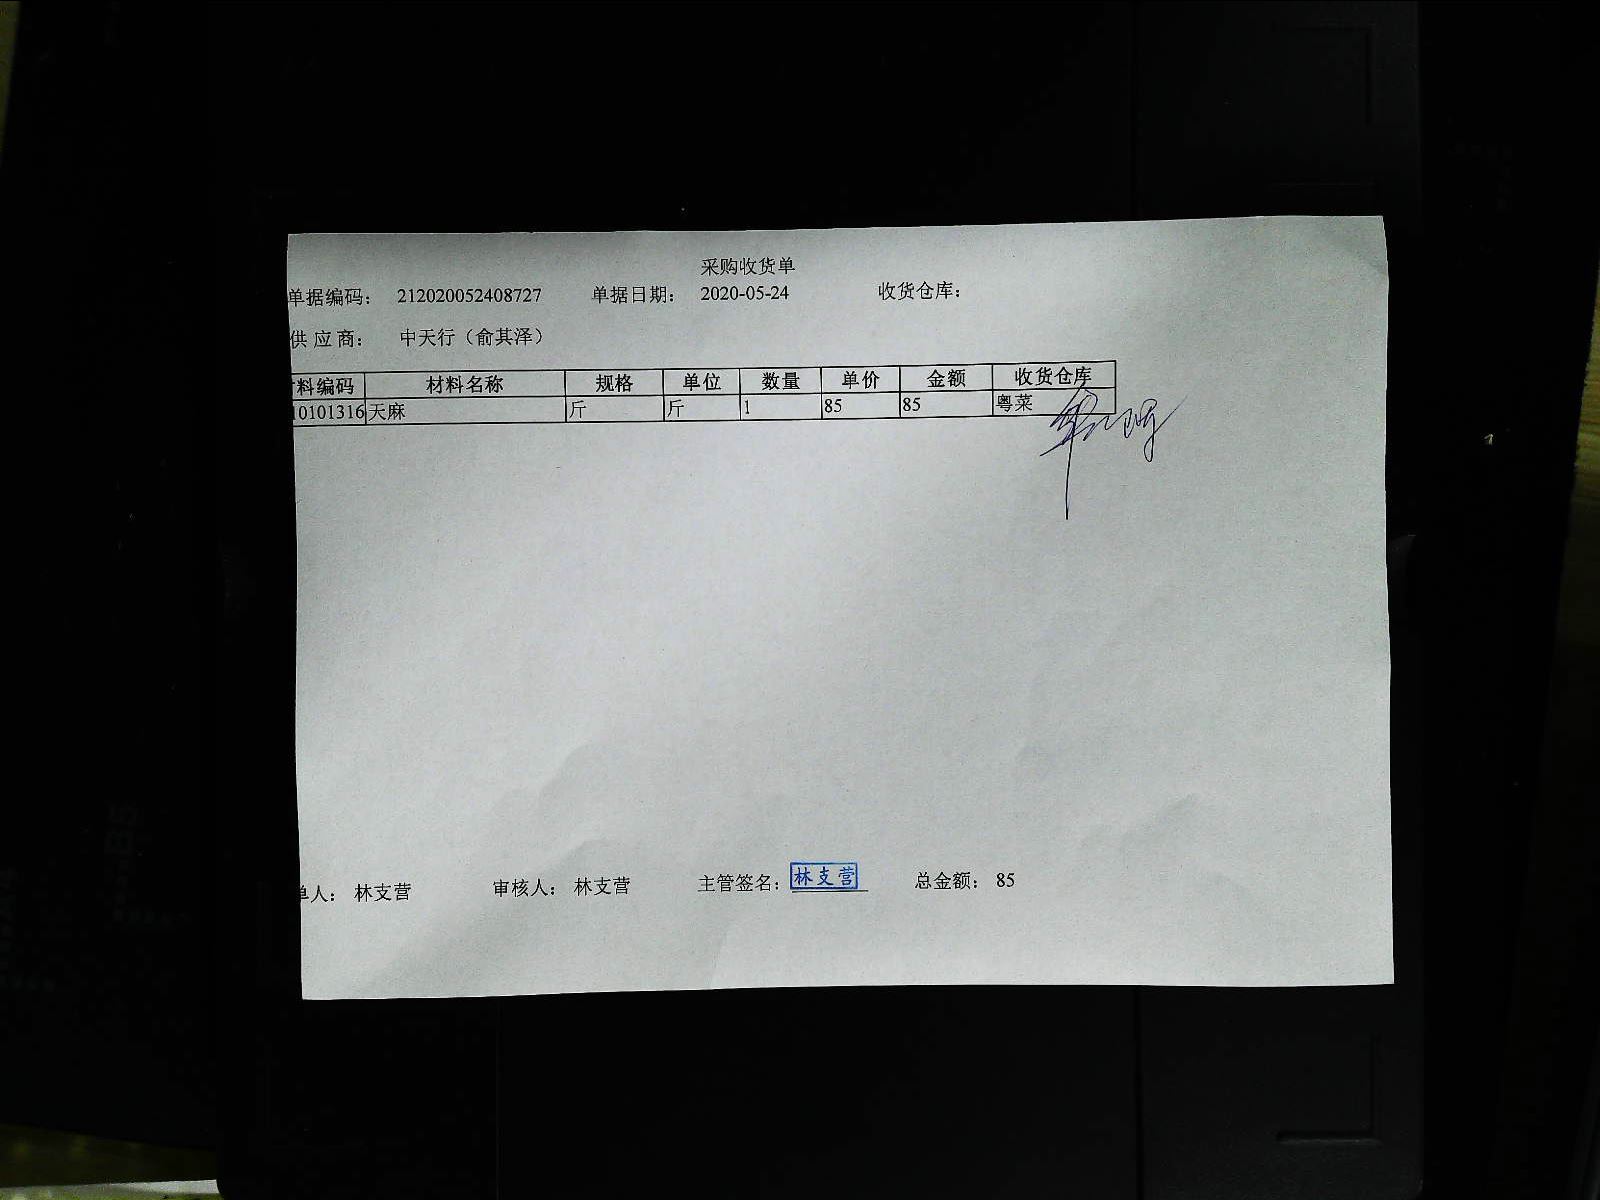 采购收货单
单据编码： 212020052408727 单据日期： 2020-05-24 收货仓库：
供 应 商： 中天行（俞其泽）
料编码 材料名称 规格 单位 数量 单价 金额 收货仓库
10101316 天麻 斤 斤 1 85 85 粤菜
单人： 林支营 审核人： 林支营 主管签名： 林支营 总金额： 85